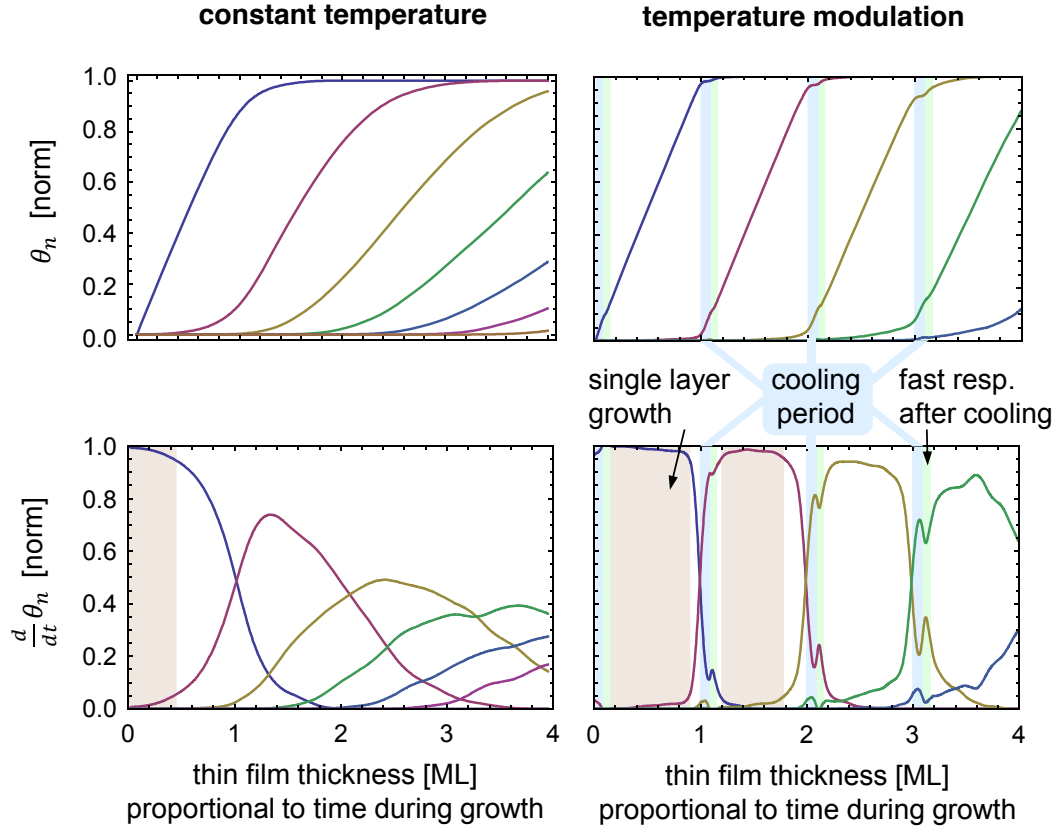 constant temperature
temperature modulation
1.0
0.8
0.6
0.4
0.2
0.0
θn [norm]
single layer
growth
cooling
period
fast resp.
after cooling
1.0
0.8
0.6
0.4
0.2
0.0
d/dt θn [norm]
0 1 2 3 4
0 1 2 3 4
thin film thickness [ML]
proportional to time during growth
thin film thickness [ML]
proportional to time during growth